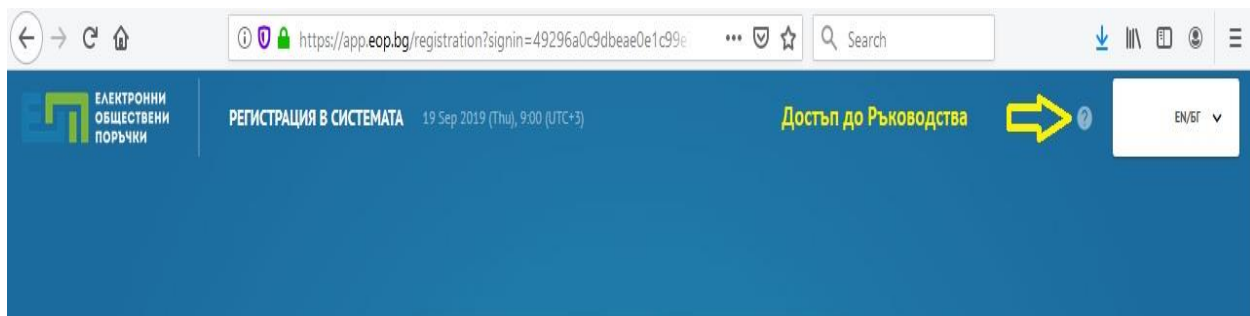 https://app.eop.bg/registration?signin=49296a0c9dbeae0e1c99e
Search
ЕЛЕКТРОННИ
ОБЩЕСТВЕНИ
ПОРЪЧКИ
РЕГИСТРАЦИЯ В СИСТЕМАТА 19 Sep 2019 (Thu), 9:00 (UTC+3)
Достъп до Ръководства
?
EN/БГ